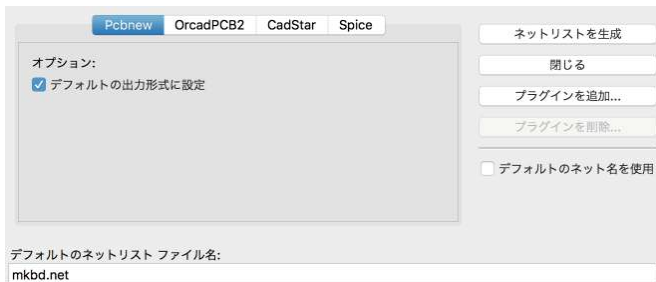 Pcbnew OrcadPCB2 CadStar Spice
オプション:
デフォルトの出力形式に設定
ネットリストを生成
閉じる
プラグインを追加...
プラグインを削除...
デフォルトのネット名を使用
デフォルトのネットリスト ファイル名:
mkbd.net